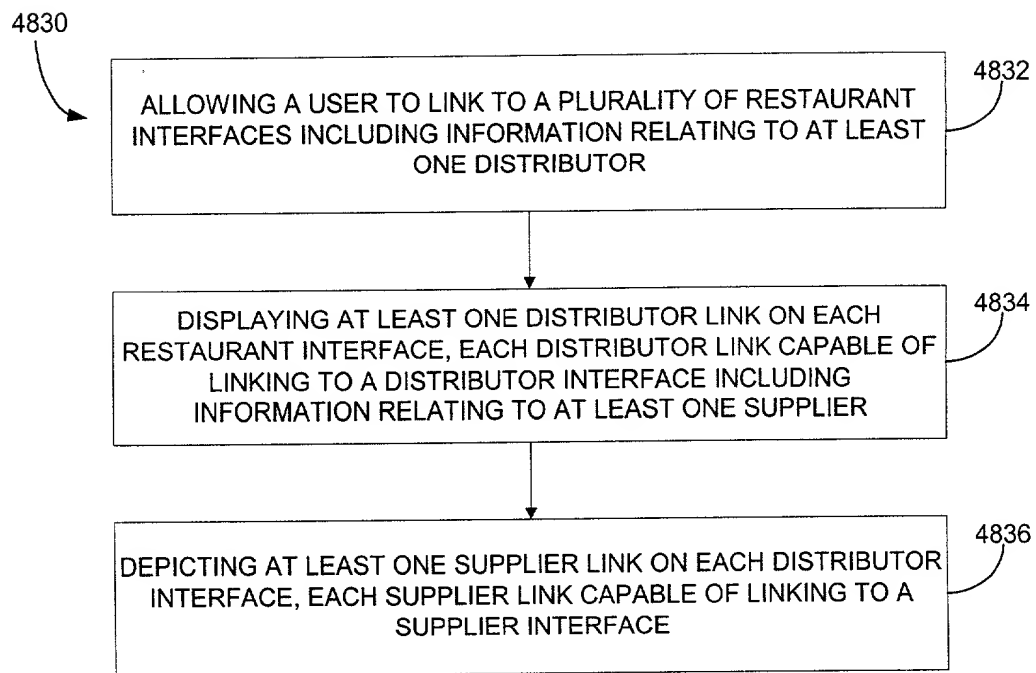 4830
4832
ALLOWING A USER TO LINK TO A PLURALITY OF RESTAURANT
INTERFACES INCLUDING INFORMATION RELATING TO AT LEAST
ONE DISTRIBUTOR
4834
DISPLAYING AT LEAST ONE DISTRIBUTOR LINK ON EACH
RESTAURANT INTERFACE, EACH DISTRIBUTOR LINK CAPABLE OF
LINKING TO A DISTRIBUTOR INTERFACE INCLUDING
INFORMATION RELATING TO AT LEAST ONE SUPPLIER
4836
DEPICTING AT LEAST ONE SUPPLIER LINK ON EACH DISTRIBUTOR
INTERFACE, EACH SUPPLIER LINK CAPABLE OF LINKING TO A
SUPPLIER INTERFACE